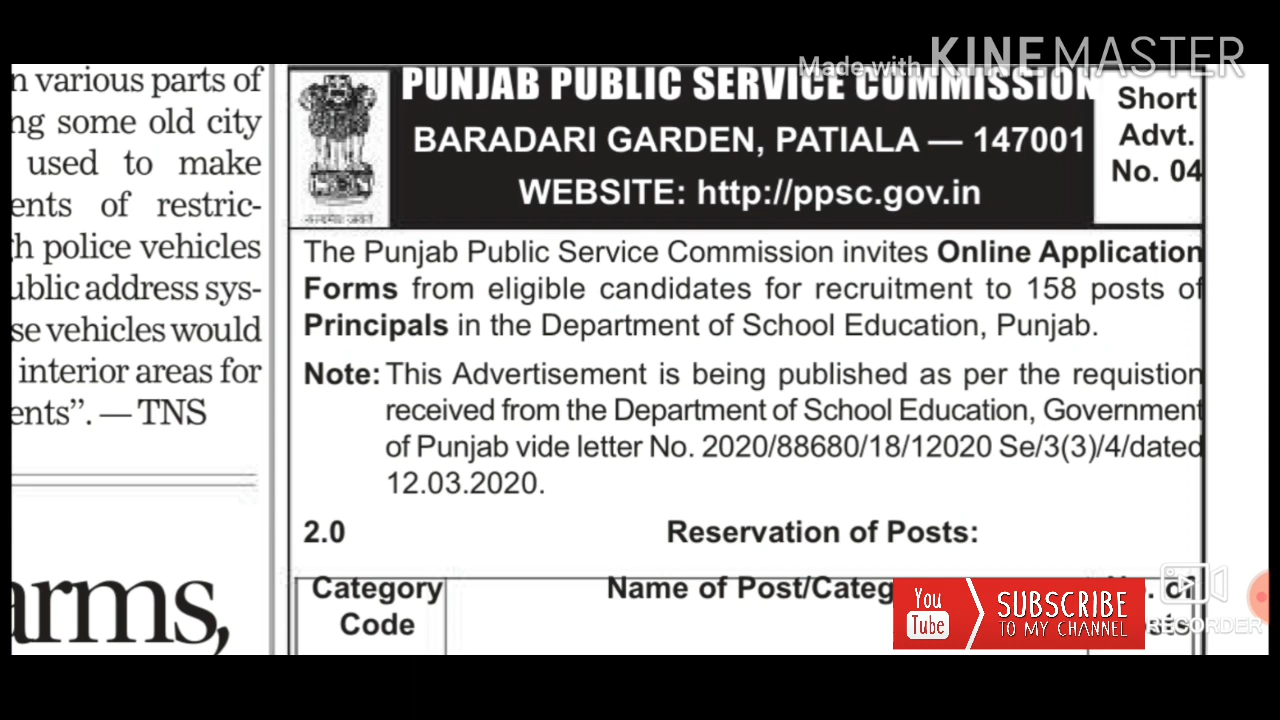 Made with KINEMASTER
n various parts of
ng some old city
used to make
ents of restric-
h police vehicles
ublic address sys-
se vehicles would
interior areas for
ents”. — TNS
arms,
PUNJAB PUBLIC SERVICE COMMISSION
BARADARI GARDEN, PATIALA — 147001
WEBSITE: http://ppsc.gov.in
Short
Advt.
No. 04
The Punjab Public Service Commission invites Online Application
Forms from eligible candidates for recruitment to 158 posts of
Principals in the Department of School Education, Punjab.
Note: This Advertisement is being published as per the requistion
received from the Department of School Education, Government
of Punjab vide letter No. 2020/88680/18/12020 Se/3(3)/4/dated
12.03.2020.
2.0 Reservation of Posts:
Category Name of Post/Categ of
Code
You
Tube
SUBSCRIBE
TO MY CHANNEL
RECORDER